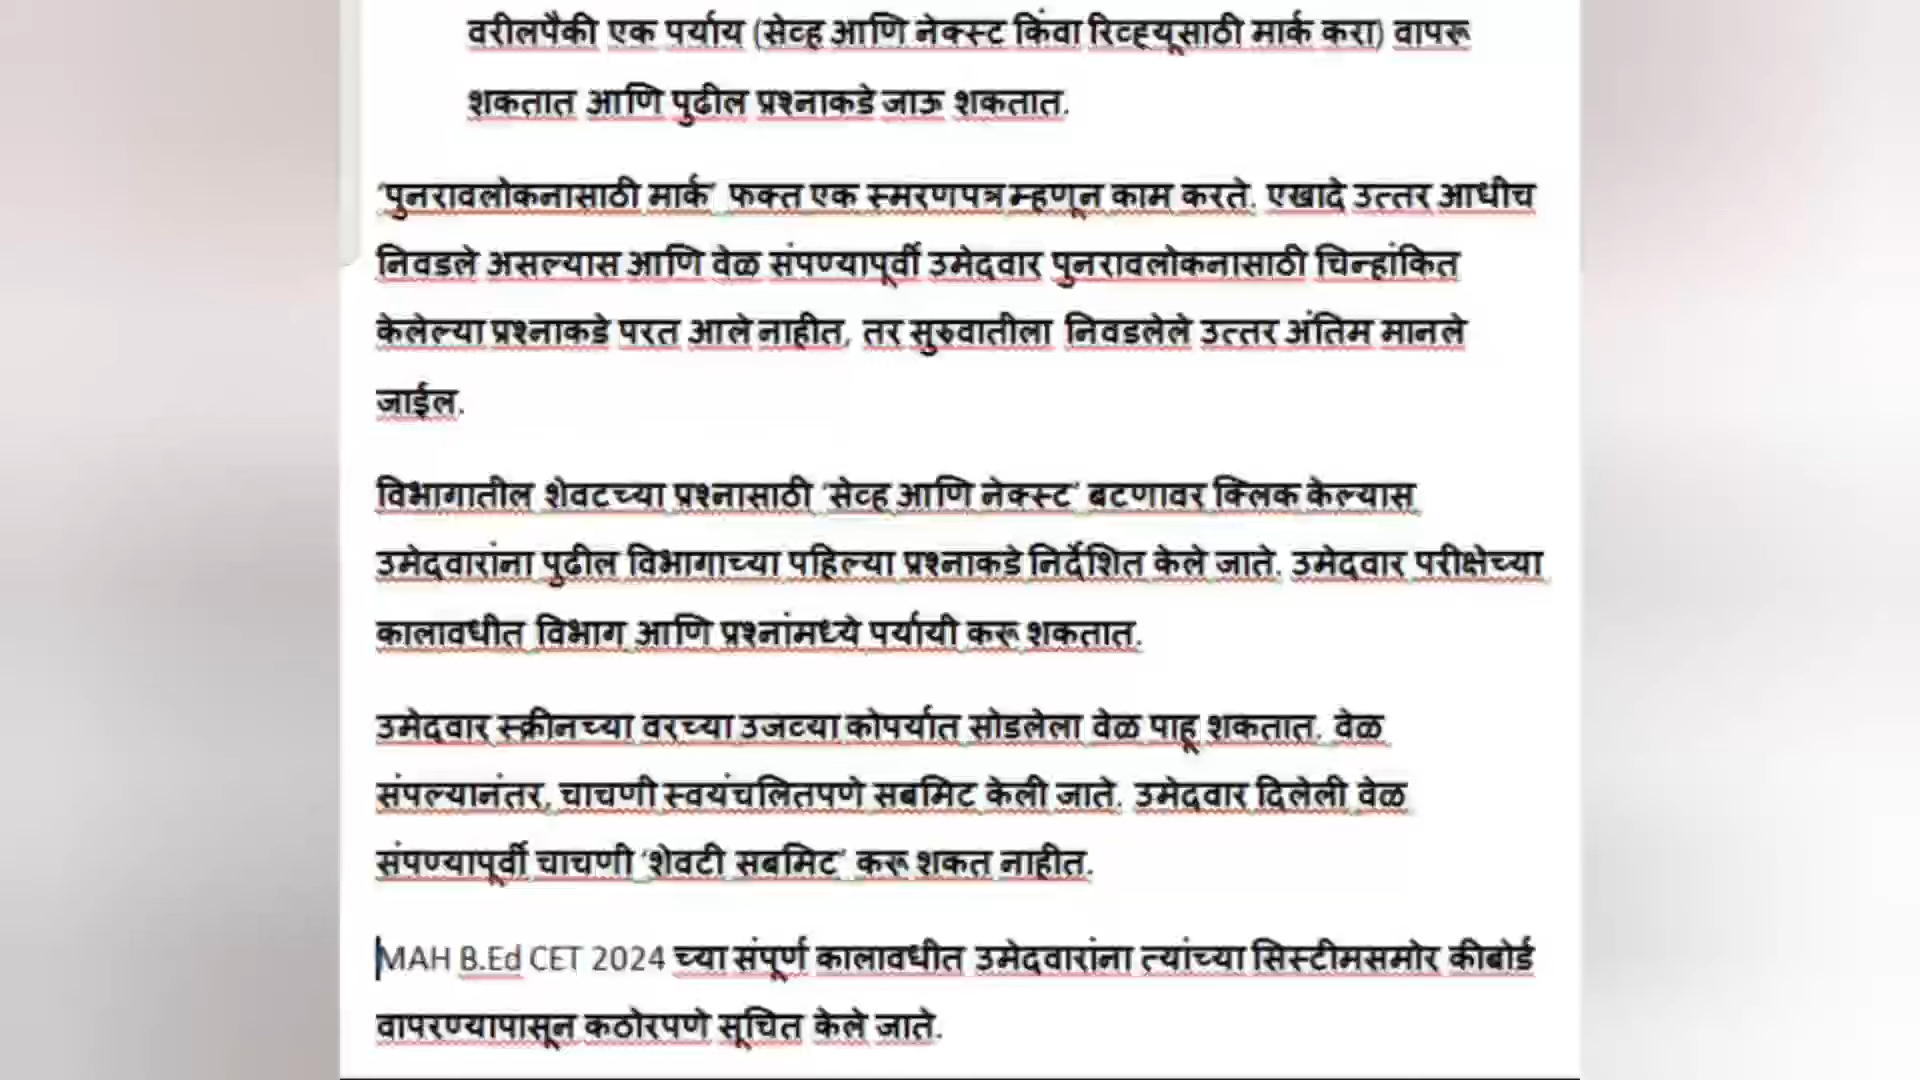 वरीलपैकी एक पर्याय (सेव्ह आणि नेक्स्ट किंवा रिव्ह्यूसाठी मार्क करा) वापरू
शकतात आणि पुढील प्रश्नाकडे जाऊ शकतात.
'पुनरावलोकनासाठी मार्क' फक्त एक स्मरणपत्र म्हणून काम करते. एखादे उत्तर आधीच
निवडले असल्यास आणि वेळ संपण्यापूर्वी उमेदवार पुनरावलोकनासाठी चिन्हांकित
केलेल्या प्रश्नाकडे परत आले नाहीत, तर सुरुवातीला निवडलेले उत्तर अंतिम मानले
जाईल.
विभागातील शेवटच्या प्रश्नासाठी 'सेव्ह आणि नेक्स्ट' बटणावर क्लिक केल्यास
उमेदवारांना पुढील विभागाच्या पहिल्या प्रश्नाकडे निर्देशित केले जाते. उमेदवार परीक्षेच्या
कालावधीत विभाग आणि प्रश्नांमध्ये पर्यायी करू शकतात.
उमेदवार स्क्रीनच्या वरच्या उजव्या कोपर्यात सोडलेला वेळ पाहू शकतात. वेळ
संपल्यानंतर, चाचणी स्वयंचलितपणे सबमिट केली जाते. उमेदवार दिलेली वेळ
संपण्यापूर्वी चाचणी 'शेवटी सबमिट' करू शकत नाहीत.
MAH B.Ed CET 2024 च्या संपूर्ण कालावधीत उमेदवारांना त्यांच्या सिस्टीमसमोर कीबोर्ड
वापरण्यापासून कठोरपणे सूचित केले जाते.